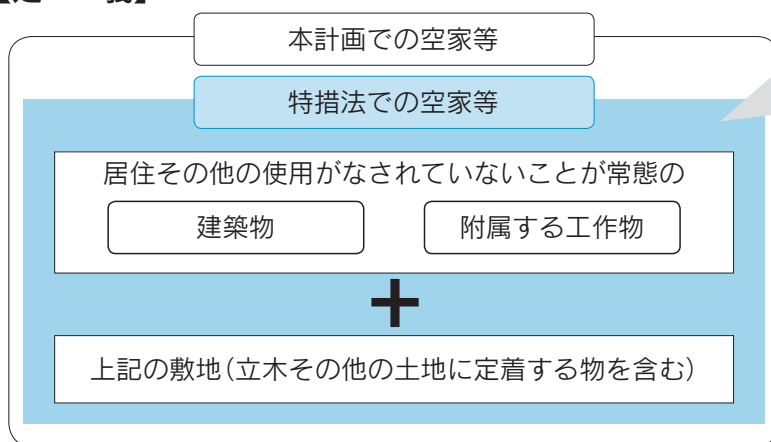 本計画での空家等
特措法での空家等
居住その他の使用がなされていないことが常態の
建築物
附属する工作物
+
上記の敷地(立木その他の土地に定着する物を含む)